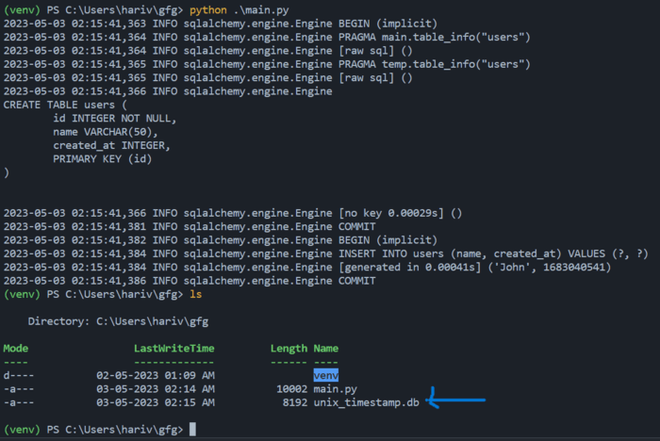 (venv) PS C:\Users\hariv\gfg> python .\main.py
2023-05-03 02:15:41,363 INFO sqlalchemy.engine.Engine BEGIN (implicit)
2023-05-03 02:15:41,364 INFO sqlalchemy.engine.Engine PRAGMA main.table_info("users")
2023-05-03 02:15:41,364 INFO sqlalchemy.engine.Engine [raw sql] ()
2023-05-03 02:15:41,365 INFO sqlalchemy.engine.Engine PRAGMA temp.table_info("users")
2023-05-03 02:15:41,365 INFO sqlalchemy.engine.Engine [raw sql] ()
2023-05-03 02:15:41,366 INFO sqlalchemy.engine.Engine
CREATE TABLE users (
id INTEGER NOT NULL,
name VARCHAR(50),
created_at INTEGER,
PRIMARY KEY (id)
)
2023-05-03 02:15:41,366 INFO sqlalchemy.engine.Engine [no key 0.00029s] ()
2023-05-03 02:15:41,381 INFO sqlalchemy.engine.Engine COMMIT
2023-05-03 02:15:41,382 INFO sqlalchemy.engine.Engine BEGIN (implicit)
2023-05-03 02:15:41,384 INFO sqlalchemy.engine.Engine INSERT INTO users (name, created_at) VALUES (?, ?)
2023-05-03 02:15:41,384 INFO sqlalchemy.engine.Engine [generated in 0.00041s] ('John', 1683040541)
2023-05-03 02:15:41,386 INFO sqlalchemy.engine.Engine COMMIT
(venv) PS C:\Users\hariv\gfg> ls
Directory: C:\Users\hariv\gfg
Mode LastWriteTime Length Name
---- ------------- ------ ----
d---- 02-05-2023 01:09 AM venv
-a--- 03-05-2023 02:14 AM 10002 main.py
-a--- 03-05-2023 02:15 AM 8192 unix_timestamp.db
(venv) PS C:\Users\hariv\gfg>